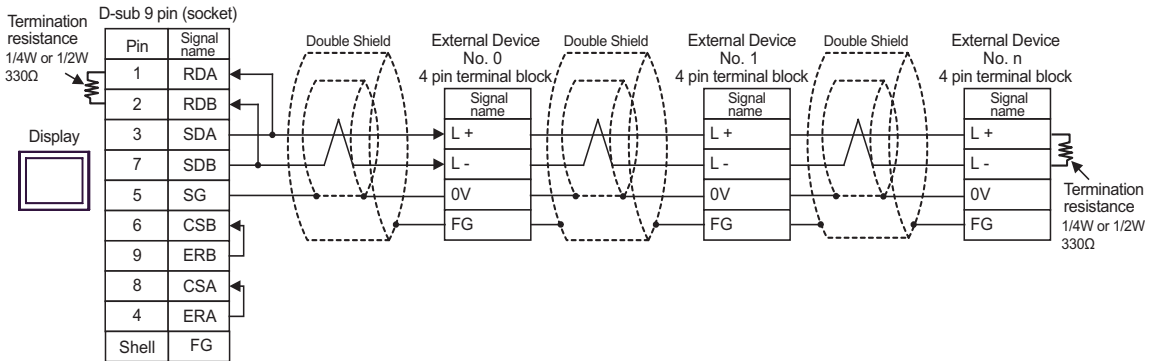 D-sub 9 pin (socket)
Termination
resistance
1/4W or 1/2W
330Ω
Display
Pin Signal name
1 RDA
2 RDB
3 SDA
7 SDB
5 SG
6 CSB
9 ERB
8 CSA
4 ERA
Shell FG
Double Shield
External Device
No. 0
4 pin terminal block
Signal
name
L +
L -
0V
FG
Double Shield
External Device
No. 1
4 pin terminal block
Signal
name
L +
L -
0V
FG
Double Shield
External Device
No. n
4 pin terminal block
Signal
name
L +
L -
0V
FG
Termination
resistance
1/4W or 1/2W
330Ω